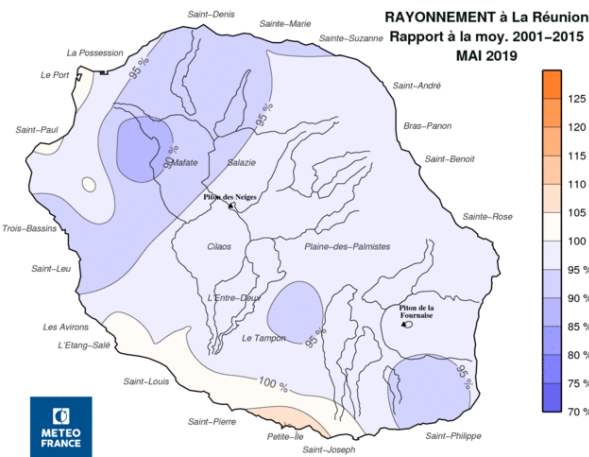 RAYONNEMENT à La Réunion
Rapport à la moy. 2001-2015
MAI 2019
Saint-Denis
Sainte-Marie
Sainte-Suzanne
La Possession
Le Port
95 %
95 %
Saint-André
Saint-Paul
Bras-Panon
90 %
Mafate
Salazie
Saint-Benoit
Piton des Neiges
Sainte-Rose
Trois-Bassins
Cilaos
Plaine-des-Palmistes
Saint-Leu
L'Entre-Deux
Piton de la
Fournaise
Les Avirons
L'Etang-Salé
Le Tampon
95 %
95 %
Saint-Louis
100 %
Saint-Pierre
Petite-Ile
Saint-Joseph
Saint-Philippe
125
120
115
110
105
100
95 %
90 %
85 %
80 %
75 %
70 %
METEO
FRANCE